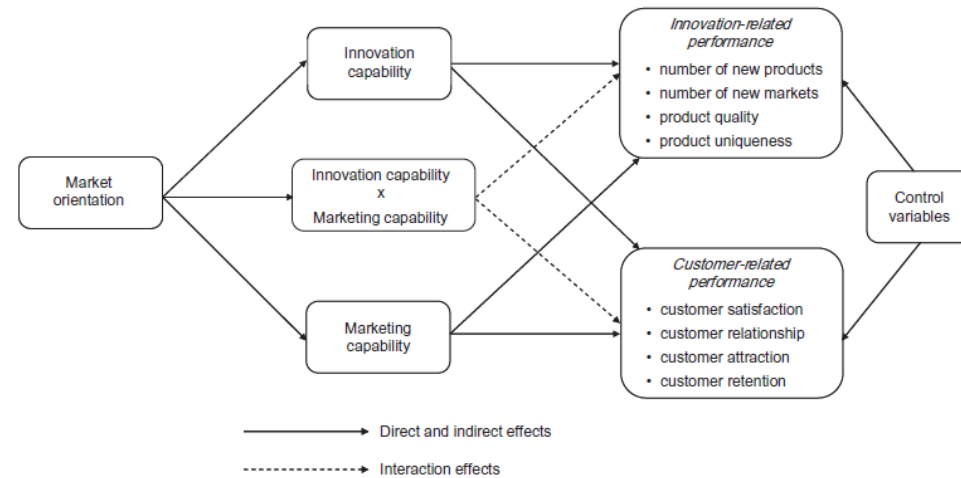 Market
orientation
Innovation
capability
Innovation capability
x
Marketing capability
Marketing
capability
Innovation-related
performance
• number of new products
• number of new markets
• product quality
• product uniqueness
Customer-related
performance
• customer satisfaction
• customer relationship
• customer attraction
• customer retention
Control
variables
Direct and indirect effects
Interaction effects